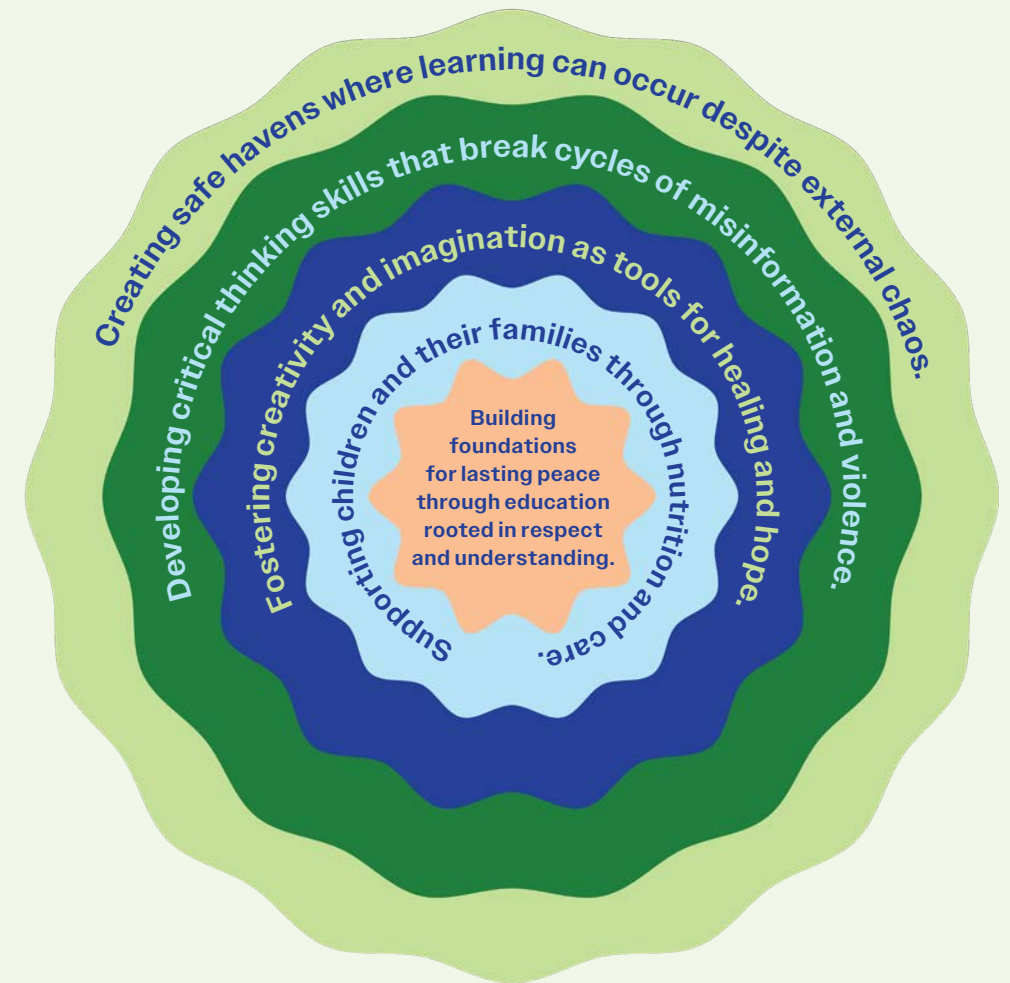 Creating safe havens where learning can occur despite external chaos.
Developing critical thinking skills that break cycles of misinformation and violence.
Fostering creativity and imagination as tools for healing and hope.
Supporting children and their families through nutrition and care.
Building
foundations
for lasting peace
through education
rooted in respect
and understanding.